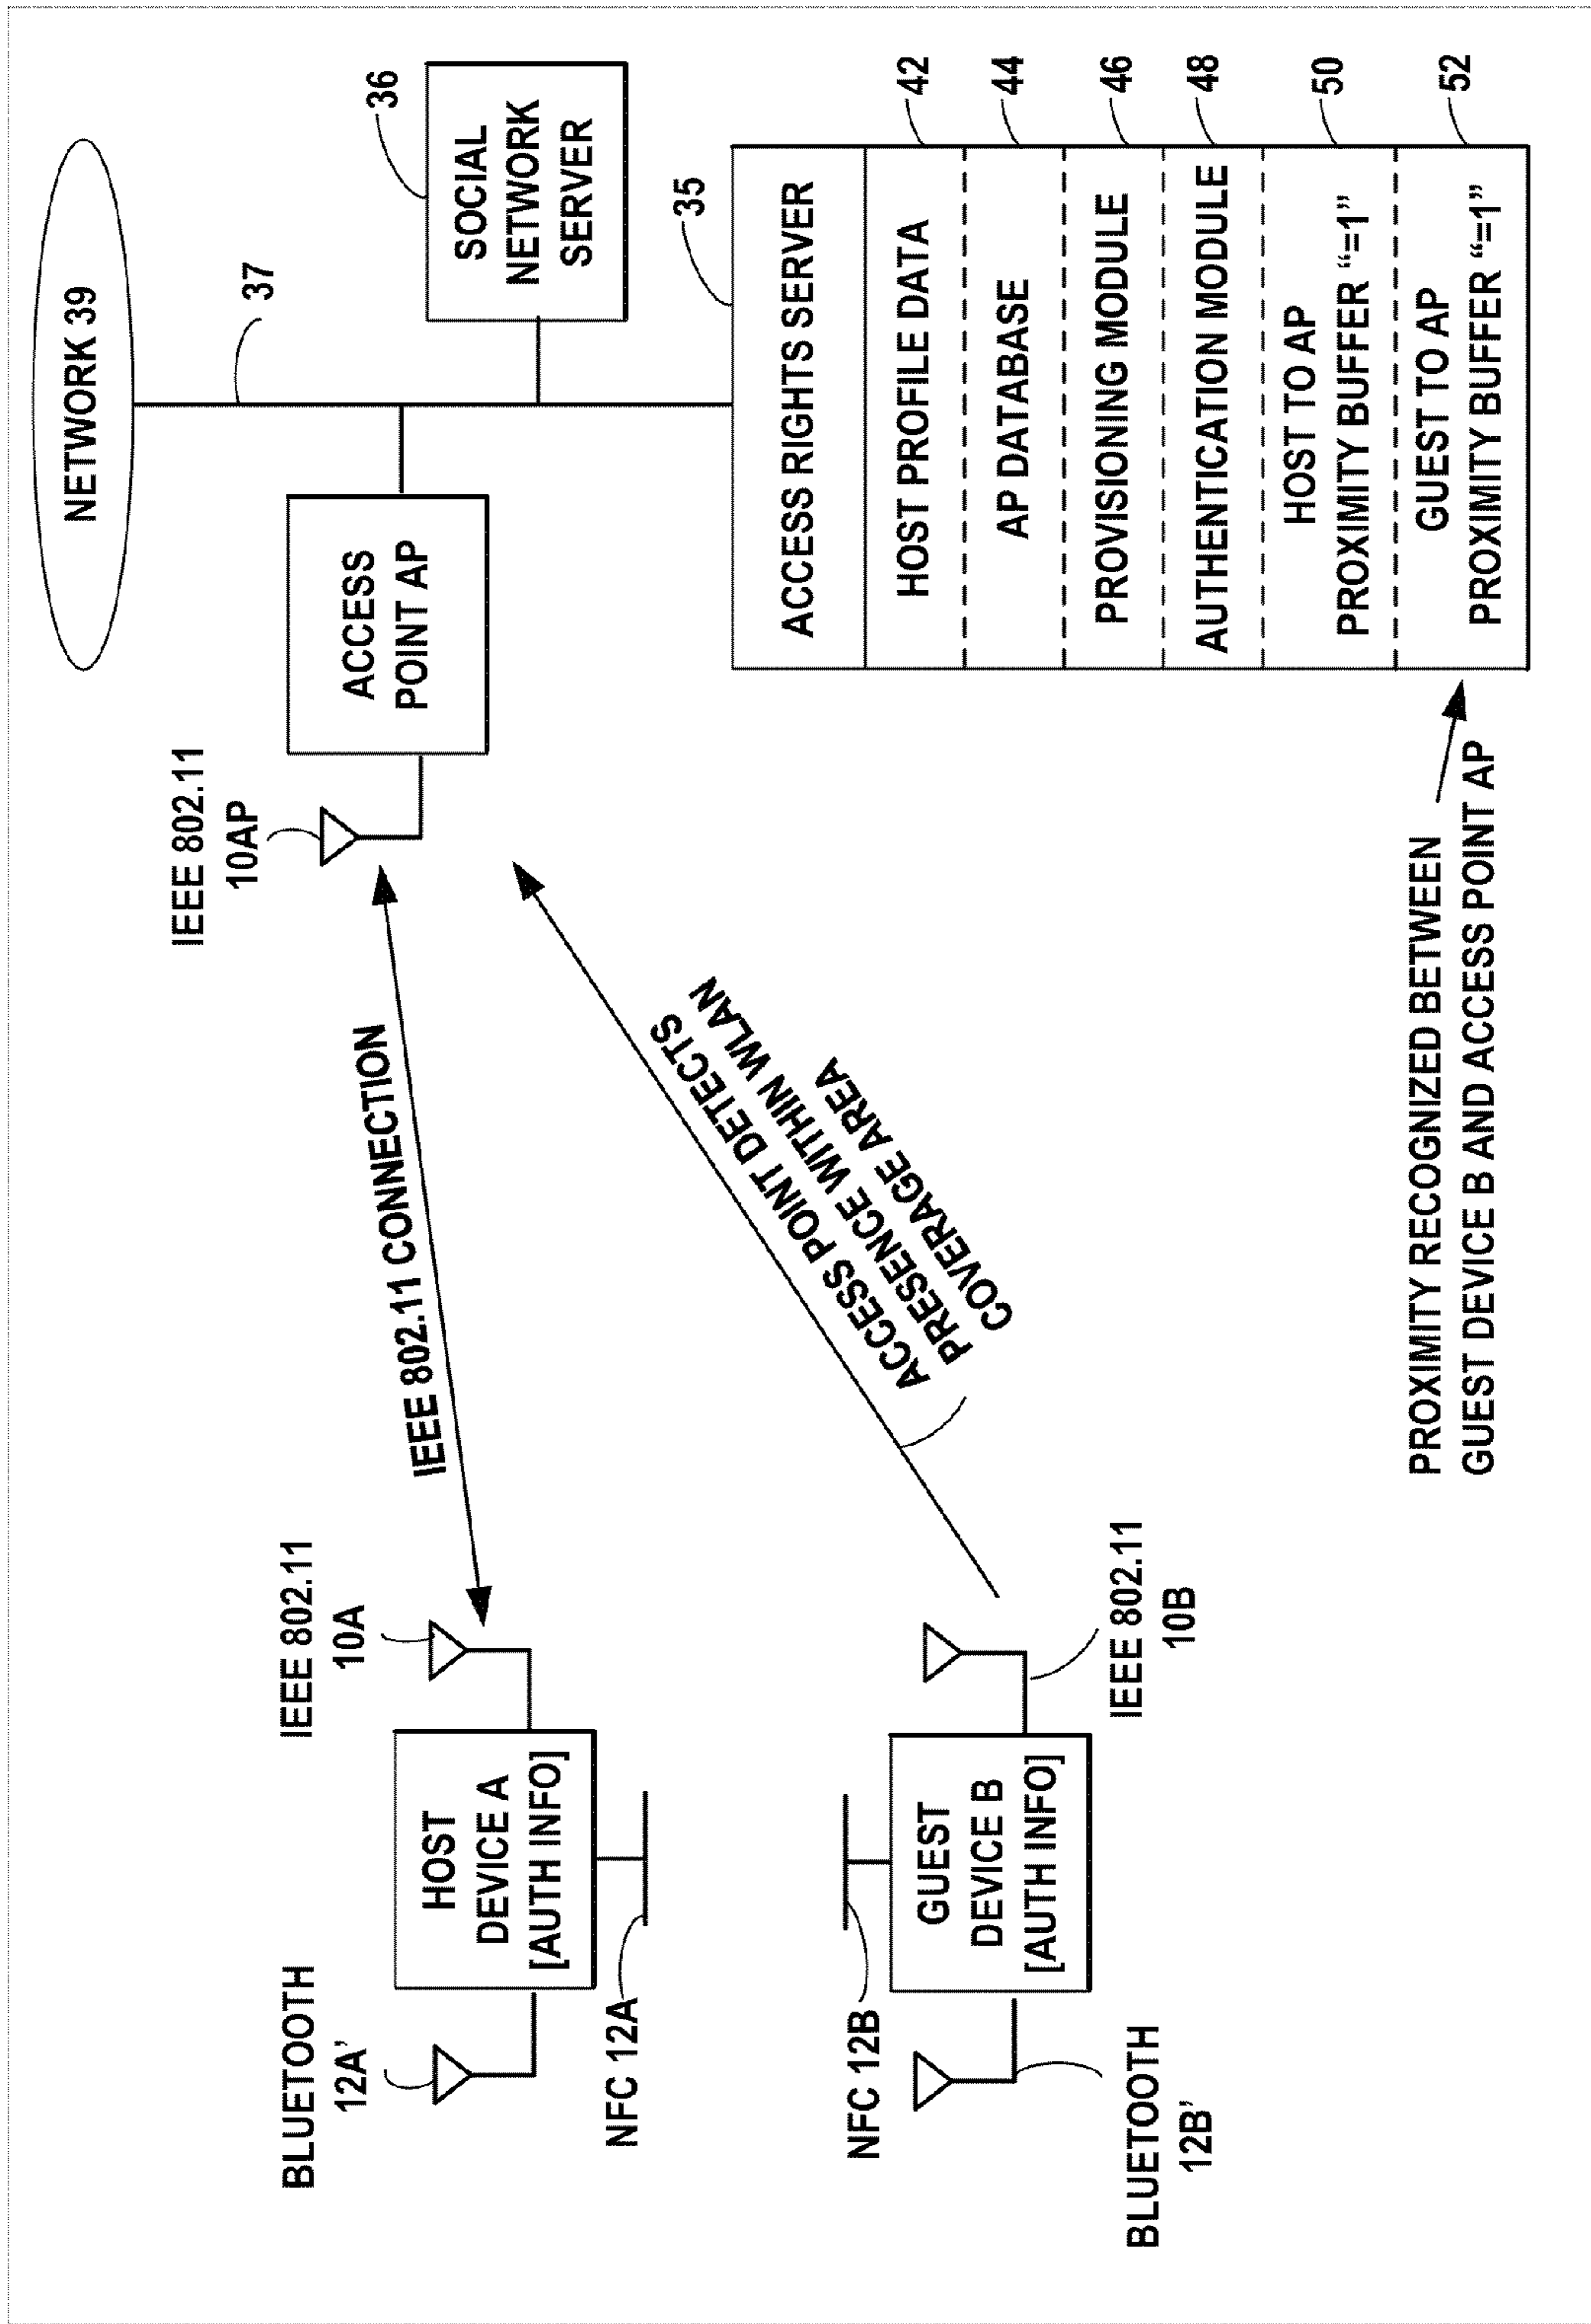 BLUETOOTH
12A'
HOST
DEVICE A
[AUTH INFO]
NFC 12A
IEEE 802.11
10A
IEEE 802.11 CONNECTION
IEEE 802.11
10AP
ACCESS
POINT AP
NETWORK 39
37
36
SOCIAL
NETWORK
SERVER
NFC 12B
GUEST
DEVICE B
[AUTH INFO]
BLUETOOTH
12B'
IEEE 802.11
10B
ACCESS POINT DETECTS
PRESENCE WITHIN WLAN
COVERAGE AREA
35
ACCESS RIGHTS SERVER
HOST PROFILE DATA
42
AP DATABASE
44
PROVISIONING MODULE
46
AUTHENTICATION MODULE
48
HOST TO AP
PROXIMITY BUFFER “=1”
50
GUEST TO AP
PROXIMITY BUFFER “=1”
52
PROXIMITY RECOGNIZED BETWEEN
GUEST DEVICE B AND ACCESS POINT AP